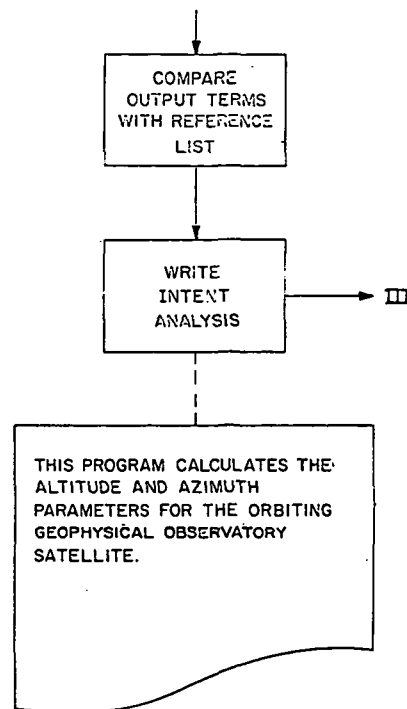 COMPARE
OUTPUT TERMS
WITH REFERENCE
LIST
WRITE
INTENT
ANALYSIS
III
THIS PROGRAM CALCULATES THE
ALTITUDE AND AZIMUTH
PARAMETERS FOR THE ORBITING
GEOPHYSICAL OBSERVATORY
SATELLITE.